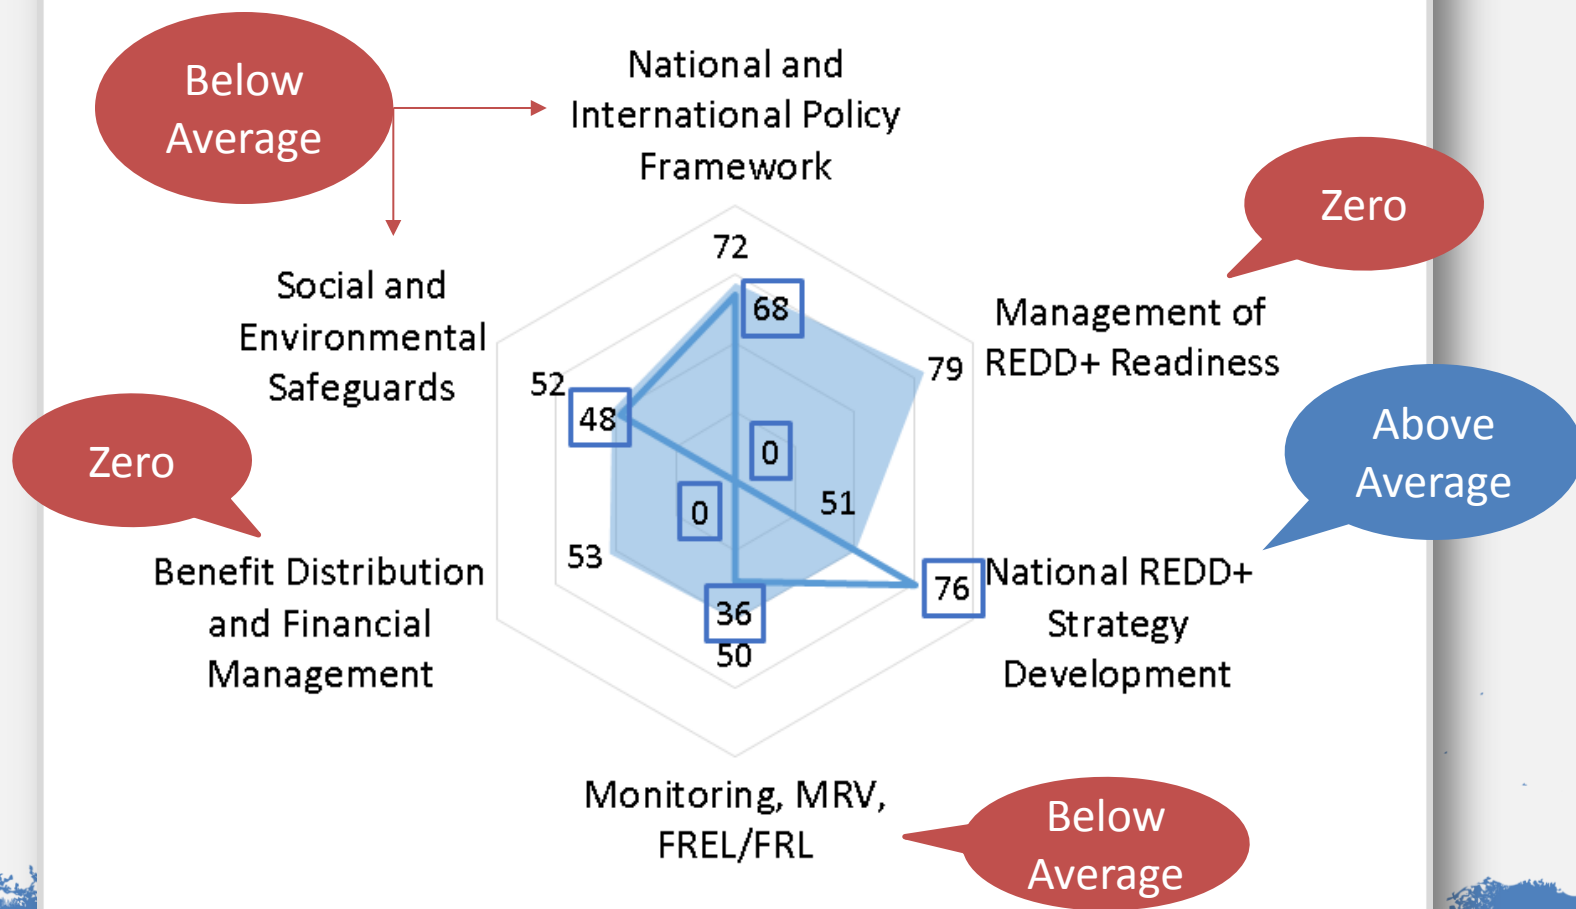 Below
Average
National and
International Policy
Framework
Zero
72
68
Social and
Environmental
Safeguards
Management of
REDD+ Readiness
79
52
48
Above
Average
Zero
0
51
0
53
Benefit Distribution
and Financial
Management
36
50
76
National REDD+
Strategy
Development
Monitoring, MRV,
FREL/FRL
Below
Average